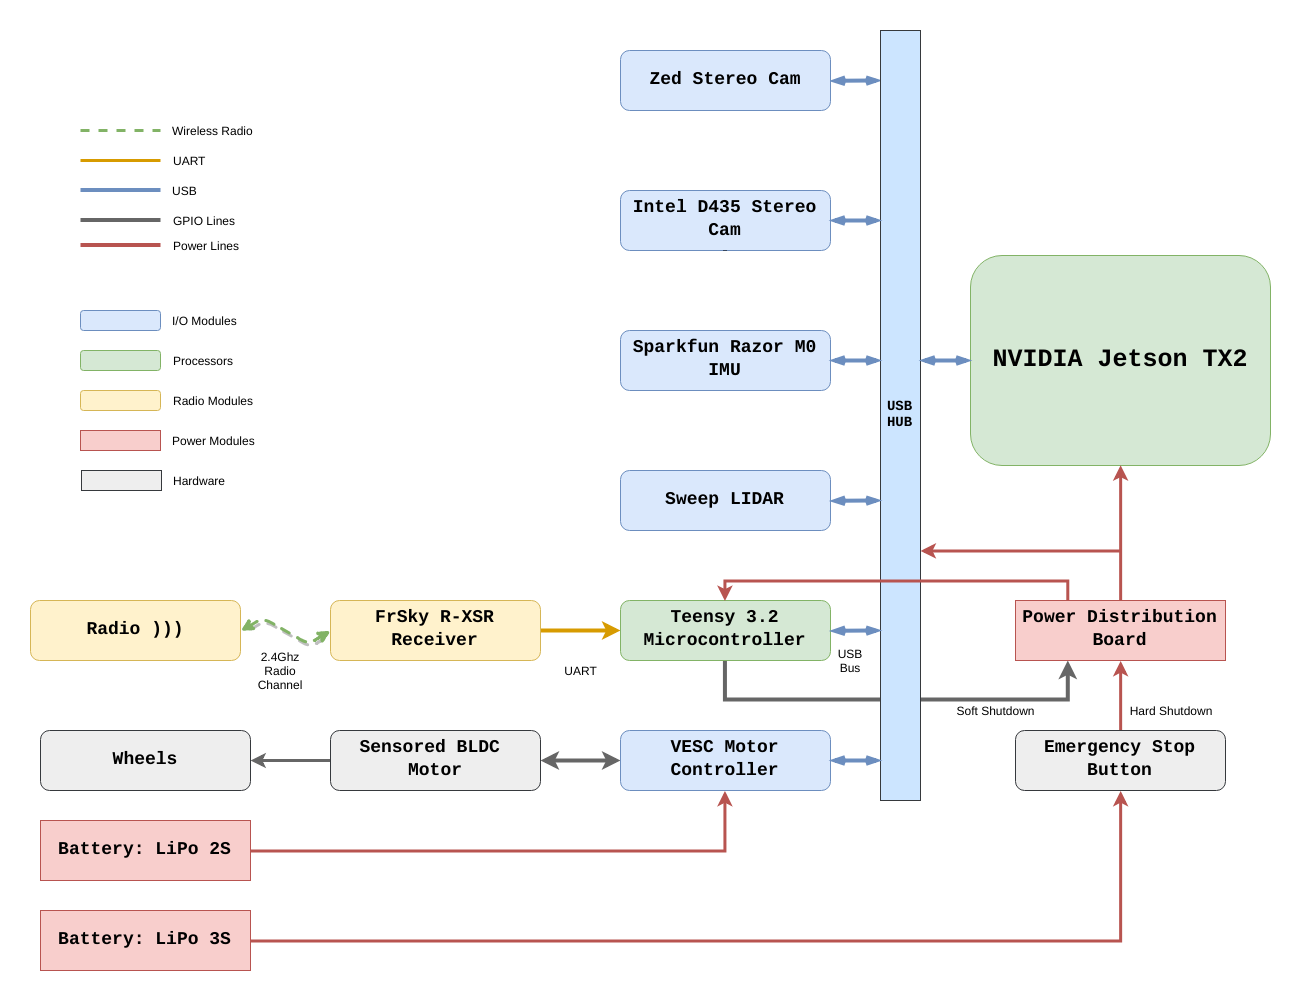 Zed Stereo Cam
Wireless Radio
UART
USB
GPIO Lines
Power Lines
Intel D435 Stereo
Cam
I/O Modules
Processors
Radio Modules
Power Modules
Hardware
Sparkfun Razor M0
IMU
NVIDIA Jetson TX2
USB
HUB
Sweep LIDAR
Radio )))
2.4Ghz
Radio
Channel
FrSky R-XSR
Receiver
UART
Teensy 3.2
Microcontroller
USB
Bus
Power Distribution
Board
Soft Shutdown
Hard Shutdown
Wheels
Sensored BLDC
Motor
VESC Motor
Controller
Emergency Stop
Button
Battery: LiPo 2S
Battery: LiPo 3S